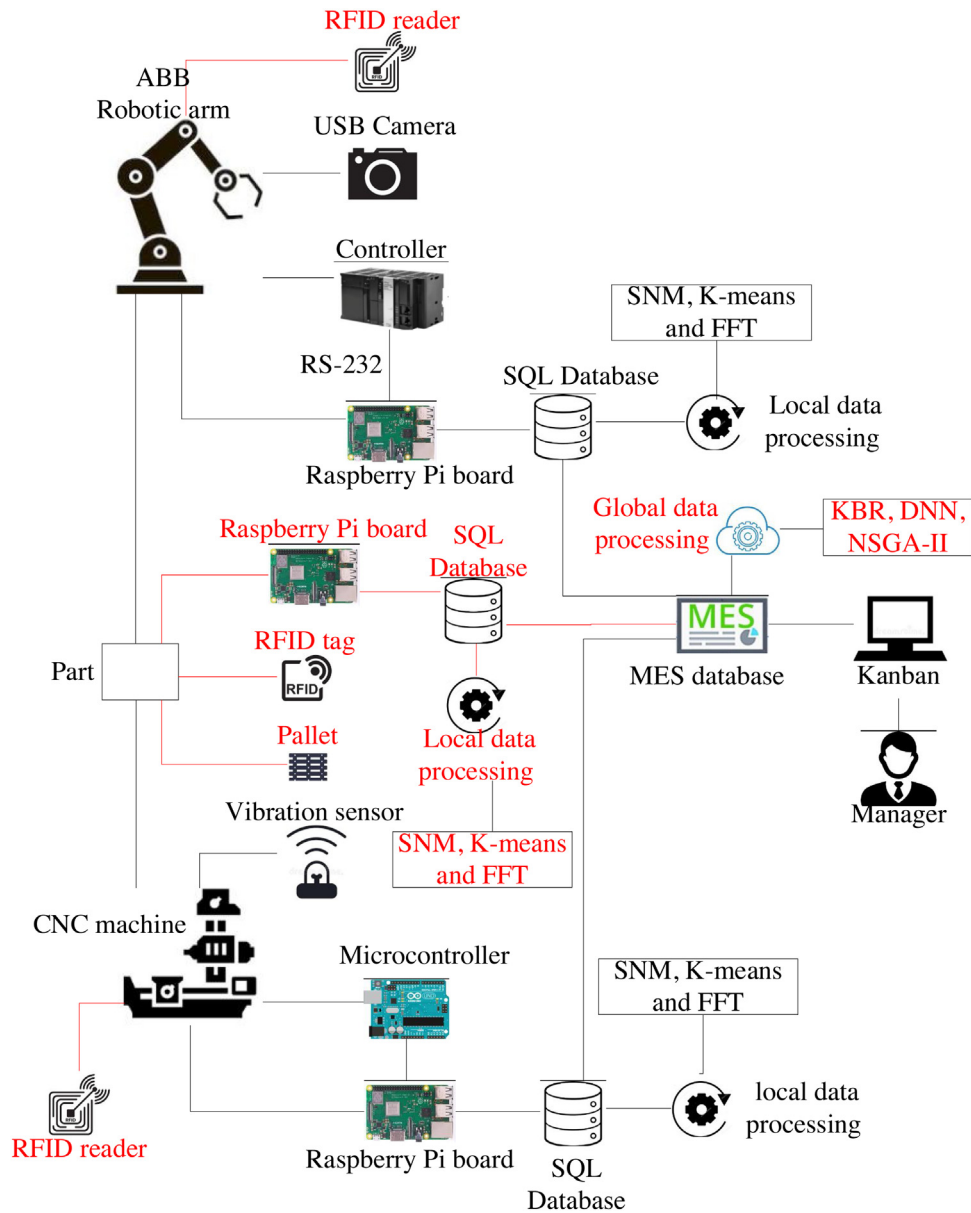 RFID reader
RFID
ABB
Robotic arm
USB Camera
Controller
SNM, K-means
and FFT
RS-232
SQL Database
Local data
processing
Raspberry Pi board
Raspberry Pi board
SQL
Database
Global data
processing
KBR, DNN,
NSGA-II
MES
RFID tag
RFID
Part
MES database
Kanban
Pallet
Local data
processing
Vibration sensor
Manager
SNM, K-means
and FFT
CNC machine
Microcontroller
SNM, K-means
and FFT
RFID
RFID reader
local data
processing
Raspberry Pi board
SQL
Database